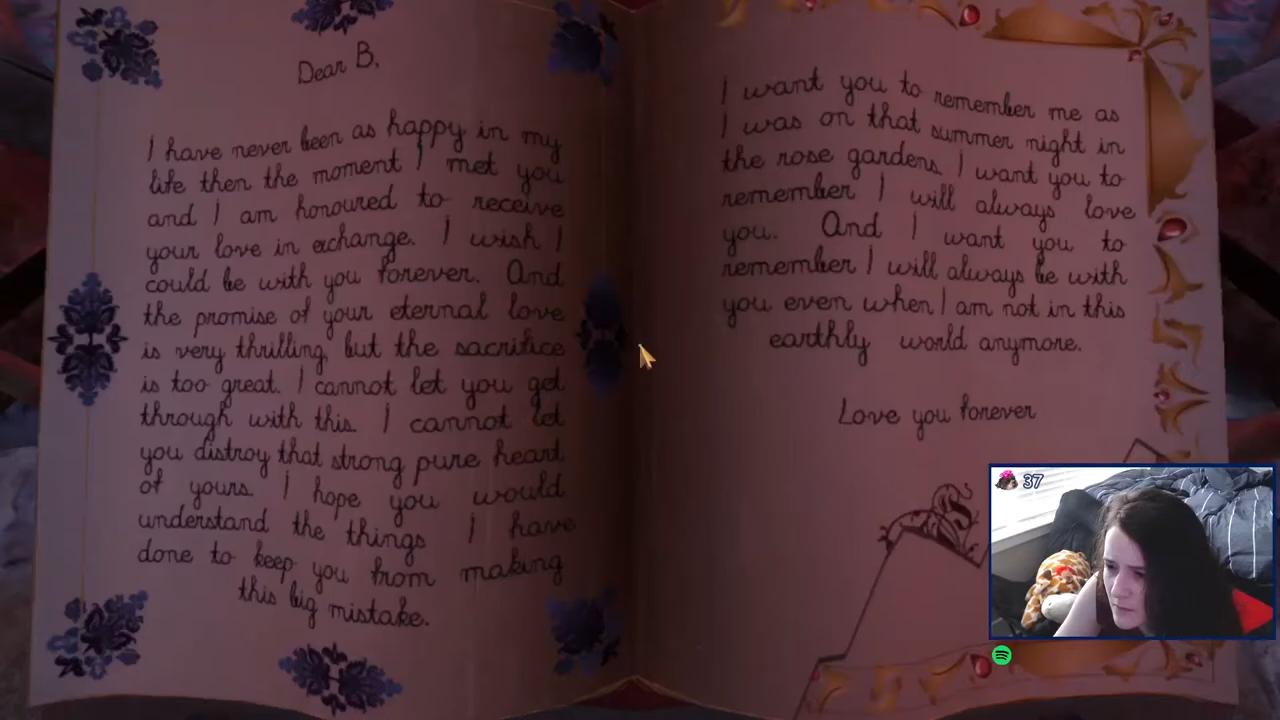 Dear B,
I have never been as happy in my
life then the moment I met you
and I am honoured to receive
your love in exchange. I wish I
could be with you forever. And
the promise of your eternal love
is very thrilling, but the sacrifice
is too great. I cannot let you get
through with this. I cannot let
you distroy that strong pure heart
of yours. I hope you would
understand the things I have
done to keep you from making
this big mistake.
I want you to remember me as
I was on that summer night in
the rose gardens. I want you to
remember I will always love
you. And I want you to
remember I will always be with
you even when I am not in this
earthly world anymore.
Love you forever
37